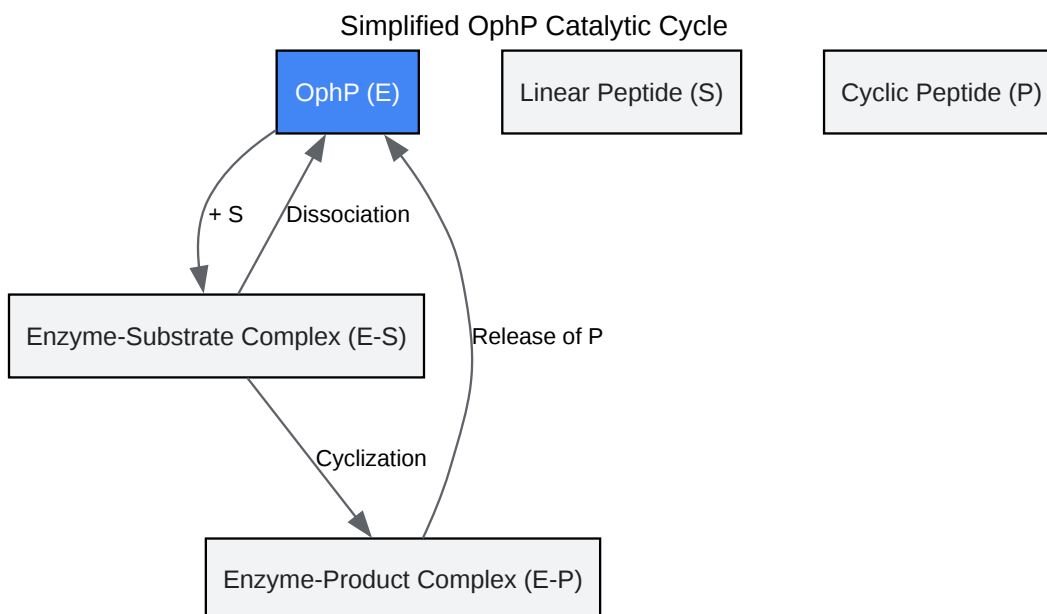 Simplified OphP Catalytic Cycle
OphP (E)
Linear Peptide (S)
Cyclic Peptide (P)
+ S
Dissociation
Enzyme-Substrate Complex (E-S)
Release of P
Cyclization
Enzyme-Product Complex (E-P)